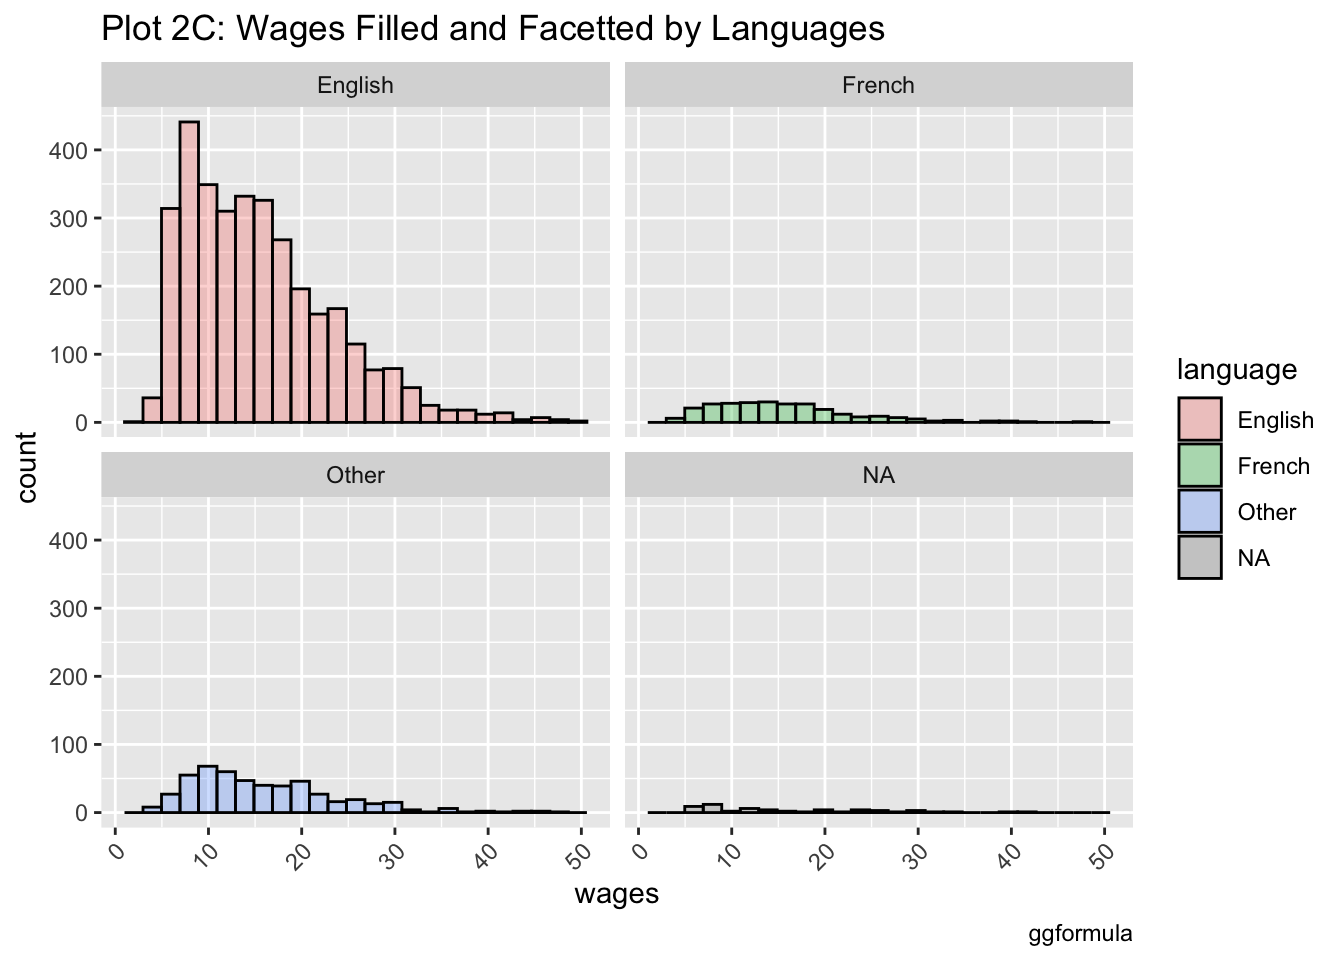 Plot 2C: Wages Filled and Facetted by Languages
English
French
400
300
200
100
0
Other
NA
400
300
200
100
0
0 10 20 30 40 50
0 10 20 30 40 50
count
wages
language
English
French
Other
NA
ggformula